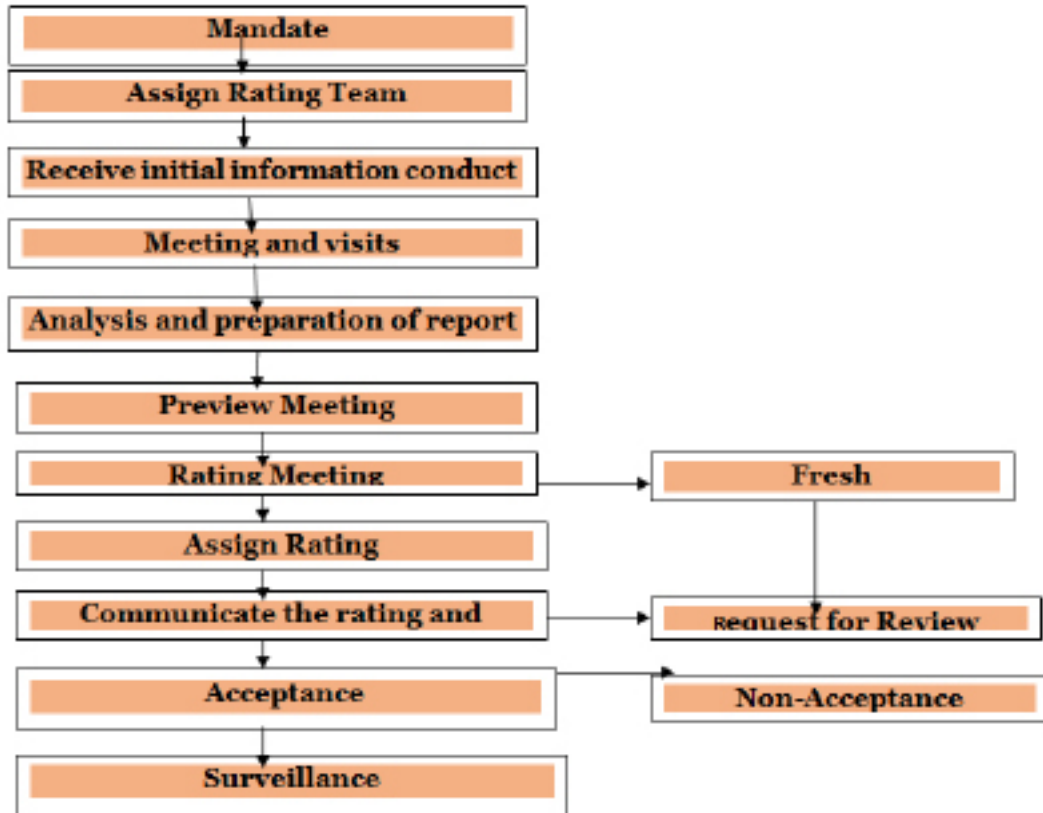 Mandate
Assign Rating Team
Receive initial information conduct
Meeting and visits
Analysis and preparation of report
Preview Meeting
Rating Meeting
Fresh
Assign Rating
Communicate the rating and
Request for Review
Acceptance
Non-Acceptance
Surveillance